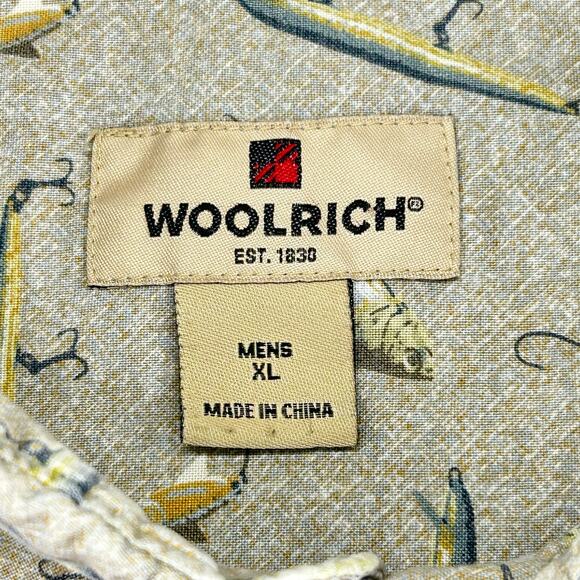 WOOLRICH®
EST. 1830
MENS
XL
MADE IN CHINA